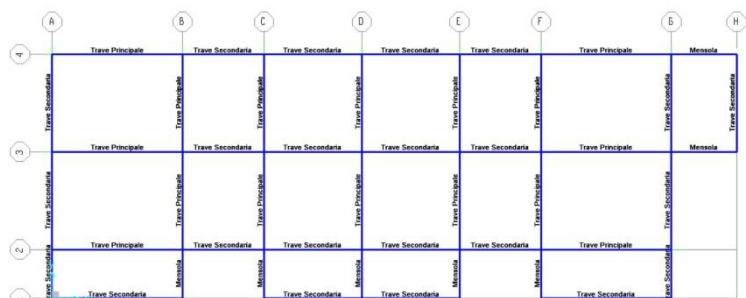 A B C D E F G H
4 Trave Principale Trave Secondaria Trave Secondaria Trave Secondaria Trave Secondaria Trave Principale Mensola
Trave Secondaria Trave Principale Trave Principale Trave Principale Trave Principale Trave Principale Trave Secondaria Trave Secondaria
3 Trave Principale Trave Secondaria Trave Secondaria Trave Secondaria Trave Secondaria Trave Principale Mensola
Trave Secondaria Trave Principale Trave Principale Trave Principale Trave Principale Trave Principale Trave Secondaria
2 Trave Principale Trave Secondaria Trave Secondaria Trave Secondaria Trave Secondaria Trave Principale
Trave Secondaria Mensola Mensola Mensola Mensola Mensola Trave Secondaria
Trave Secondaria Trave Secondaria Trave Secondaria Trave Secondaria Trave Secondaria Trave Secondaria